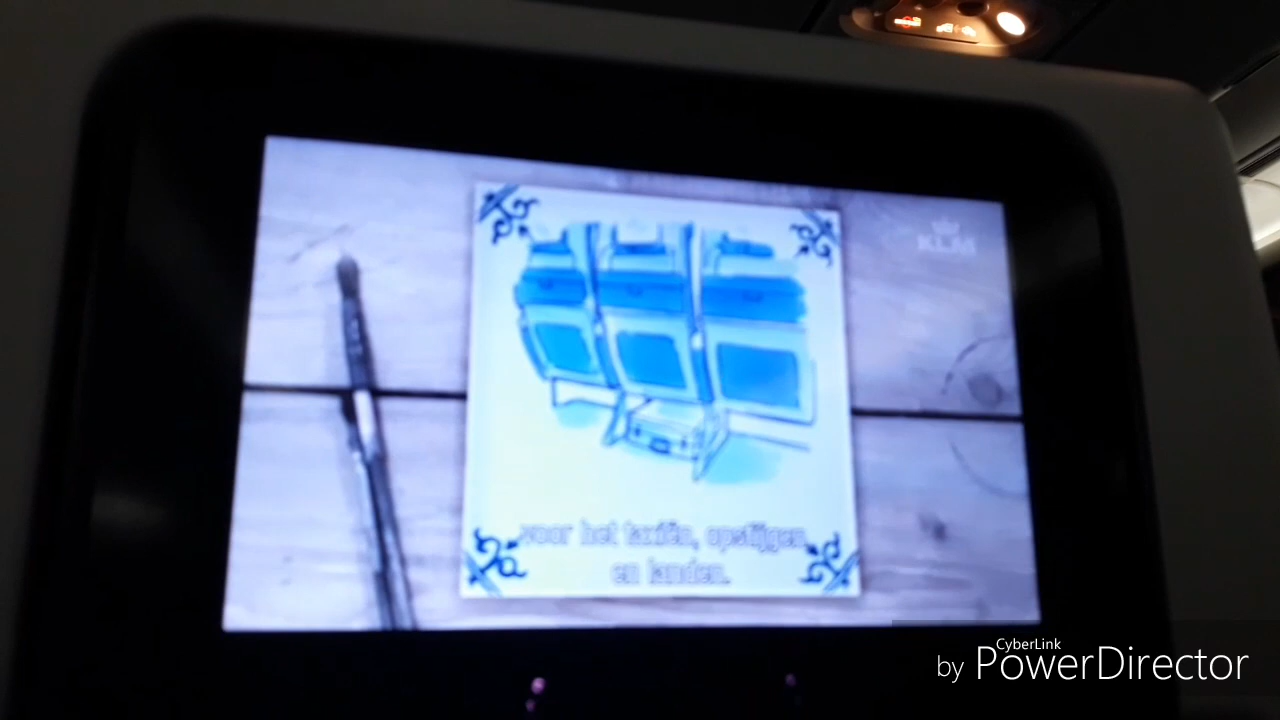 KLM
voor het taxiën, opstijgen
en landen.
CyberLink
by PowerDirector